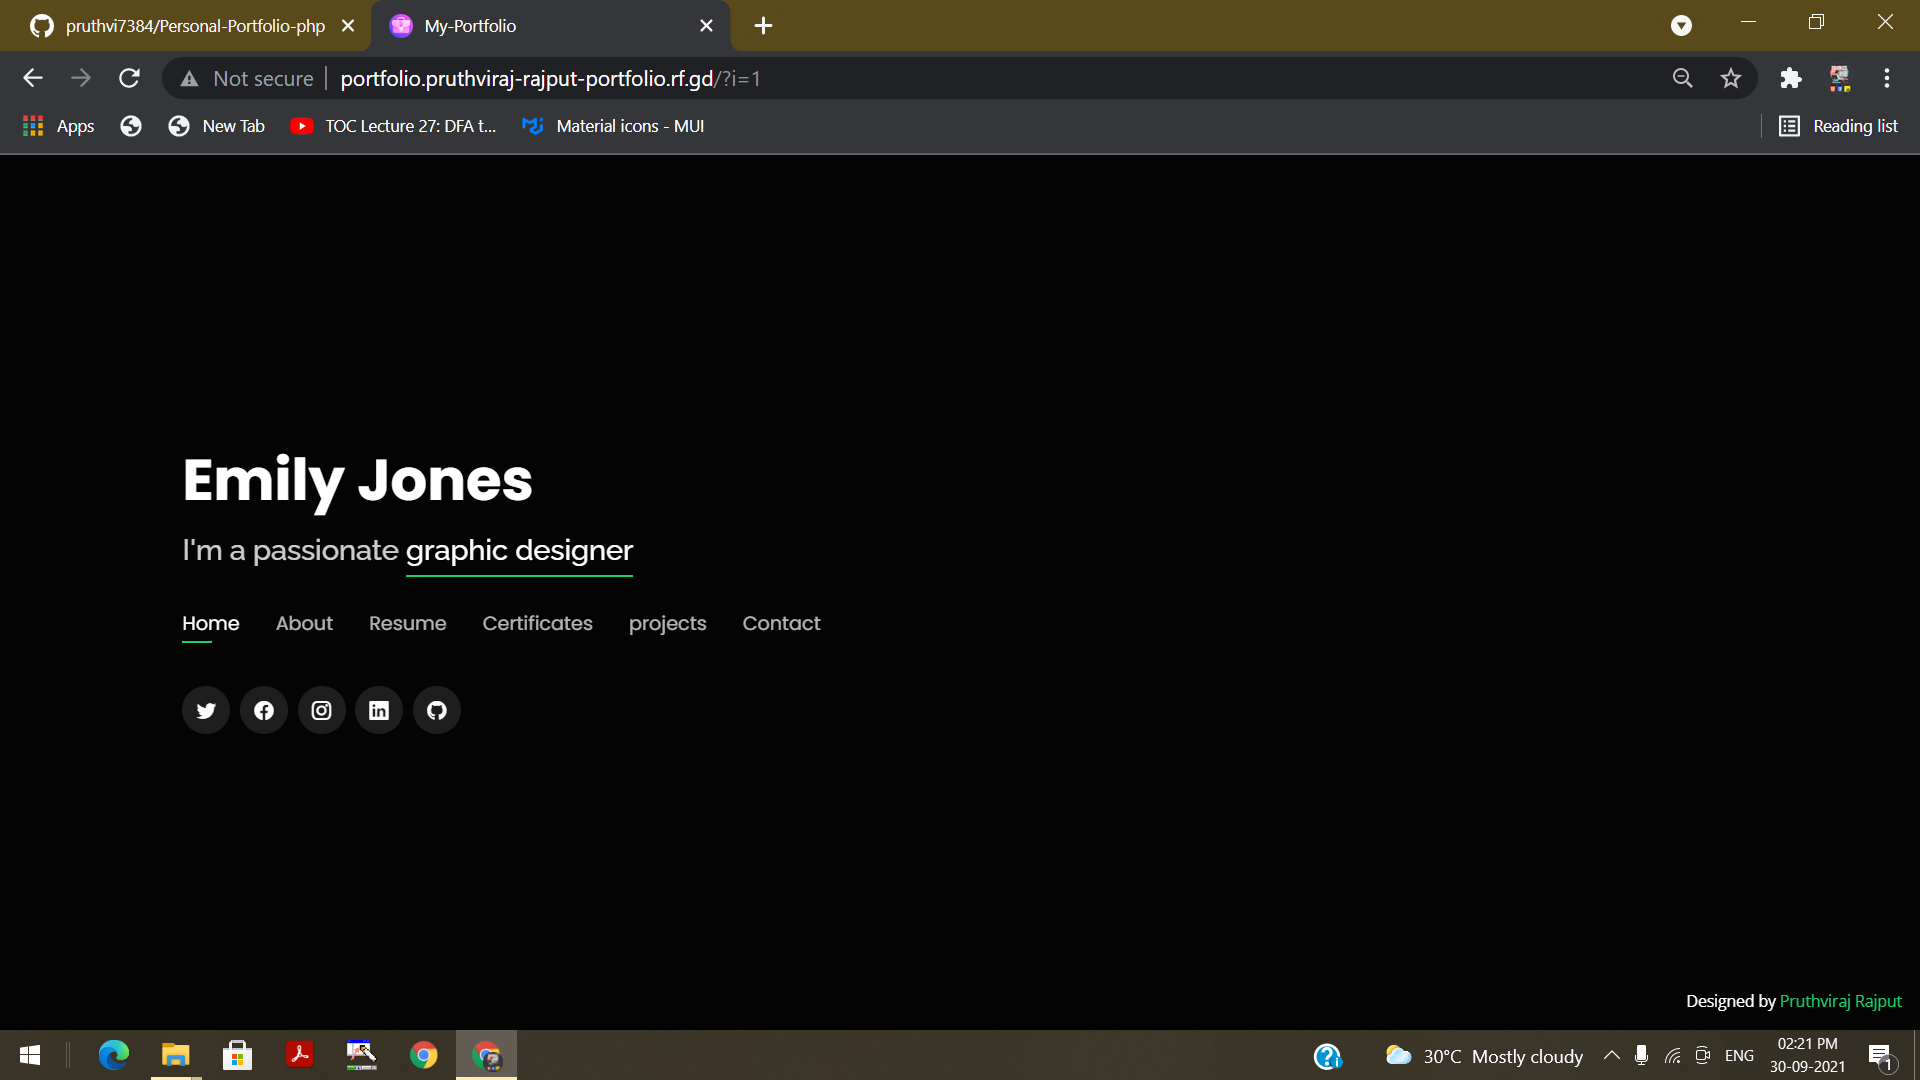 pruthvi7384/Personal-Portfolio-php
My-Portfolio
Not secure
portfolio.pruthviraj-rajput-portfolio.rf.gd/?i=1
Apps
New Tab
TOC Lecture 27: DFA t...
Material icons - MUI
Reading list
Emily Jones
I'm a passionate graphic designer
Home About Resume Certificates projects Contact
Designed by Pruthviraj Rajput
30°C Mostly cloudy
ENG
02:21 PM
30-09-2021
1